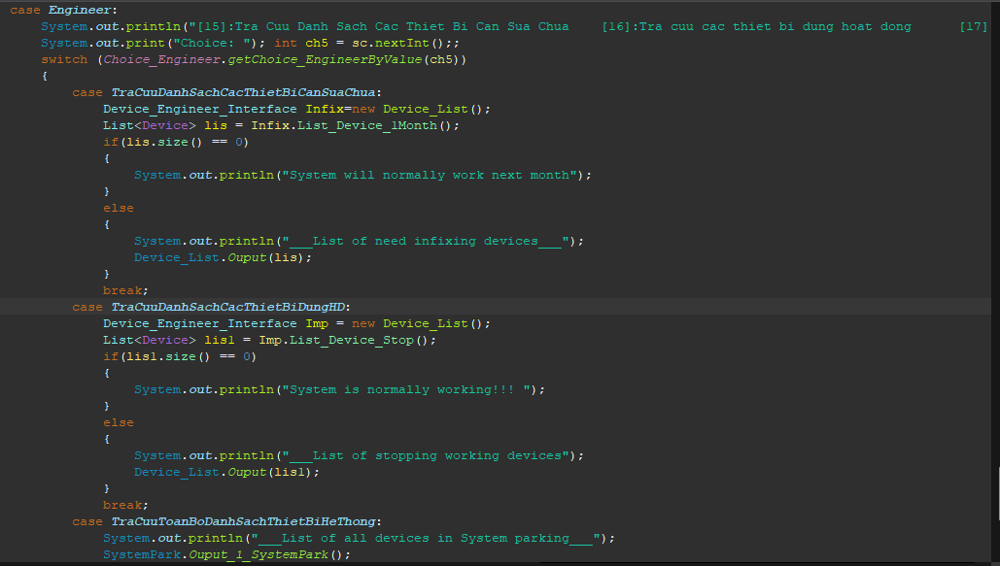 case Engineer:
System.out.println("[15]:Tra Cuu Danh Sach Cac Thiet Bi Can Sua Chua    [16]:Tra cuu cac thiet bi dung hoat dong      [17]
System.out.print("Choice: "); int ch5 = sc.nextInt();;
switch (Choice_Engineer.getChoice_EngineerByValue(ch5))
{
case TraCuuDanhSachCacThietBiCanSuaChua:
Device_Engineer_Interface Infix=new Device_List();
List<Device> lis = Infix.List_Device_1Month();
if(lis.size() == 0)
{
System.out.println("System will normally work next month");
}
else
{
System.out.println("___List of need infixing devices___");
Device_List.Ouput(lis);
}
break;
case TraCuuDanhSachCacThietBiDungHD:
Device_Engineer_Interface Imp = new Device_List();
List<Device> lis1 = Imp.List_Device_Stop();
if(lis1.size() == 0)
{
System.out.println("System is normally working!!! ");
}
else
{
System.out.println("___List of stopping working devices");
Device_List.Ouput(lis1);
}
break;
case TraCuuToanBoDanhSachThietBiHeThong:
System.out.println("___List of all devices in System parking___");
SystemPark.Ouput_1_SystemPark();